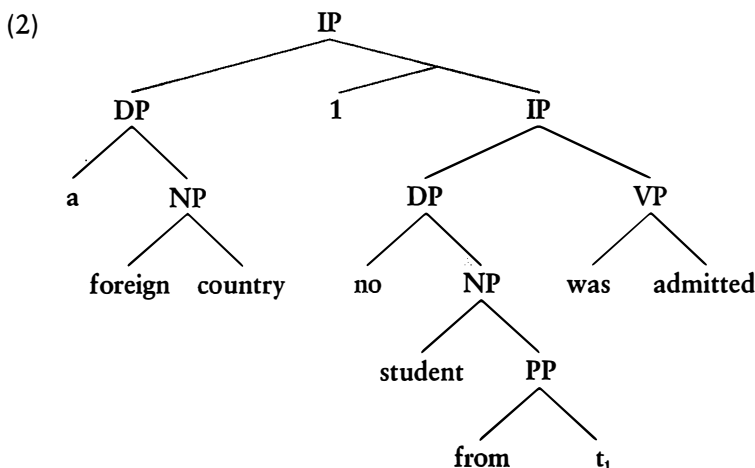 (2) IP
DP 1 IP
a NP DP VP
foreign country no NP was admitted
student PP
from t₁